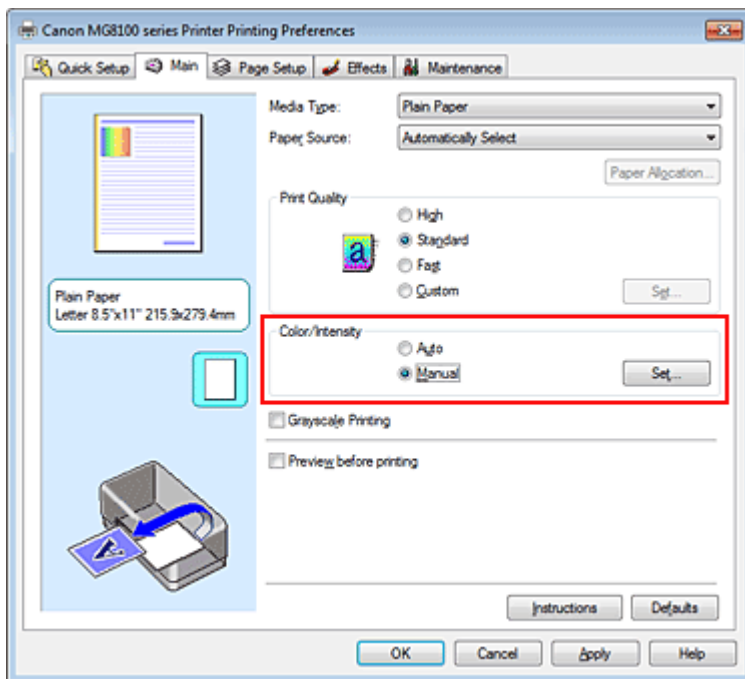 Canon MG8100 series Printer Printing Preferences
Quick Setup Main Page Setup Effects Maintenance
Media Type: Plain Paper
Paper Source: Automatically Select
Paper Allocation...
Print Quality
High
a Standard
Fast
Custom Set...
Plain Paper
Letter 8.5"x11" 215.9x279.4mm
Color/Intensity
Auto
Manual Set...
Grayscale Printing
Preview before printing
A
Instructions Defaults
OK Cancel Apply Help